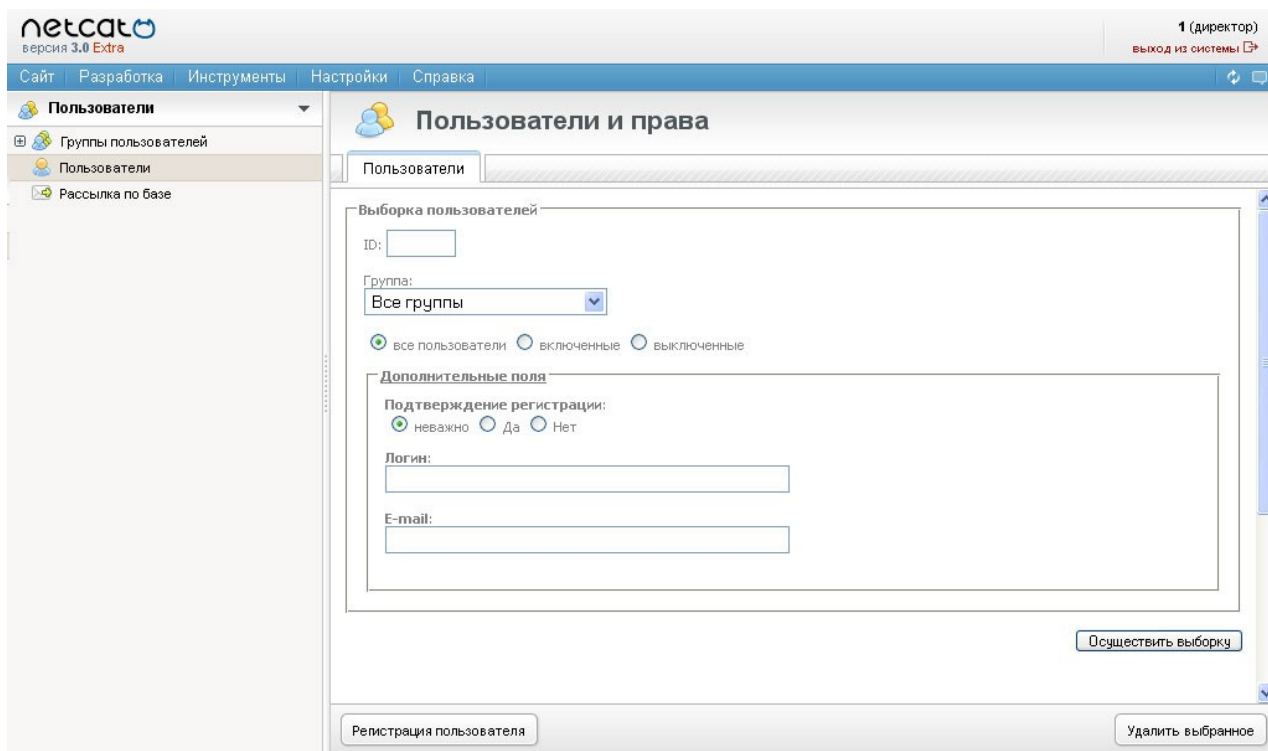 netcat
версия 3.0 Extra
1 (директор)
выход из системы
Сайт Разработка Инструменты Настройки Справка
Пользователи
Группы пользователей
Пользователи
Рассылка по базе
Пользователи и права
Пользователи
Выборка пользователей
ID:
Группа:
Все группы
все пользователи включенные выключенные
Дополнительные поля
Подтверждение регистрации:
неважно Да Нет
Логин:
E-mail:
Осуществить выборку
Регистрация пользователя
Удалить выбранное